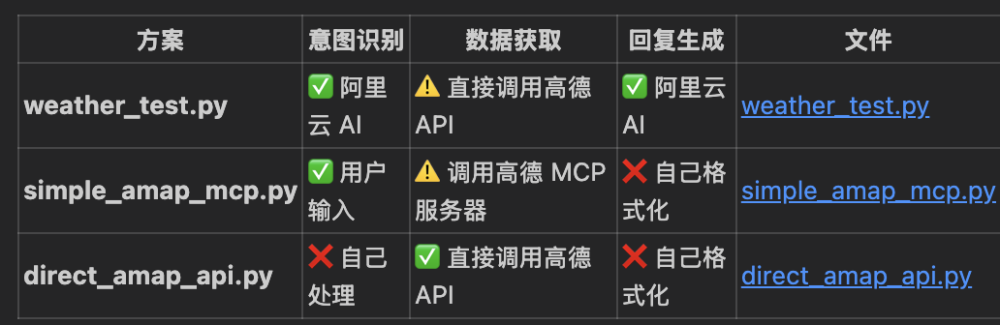 方案 意图识别 数据获取 回复生成 文件
weather_test.py ✅ 阿里云 AI ⚠️ 直接调用高德 API ✅ 阿里云 AI weather_test.py
simple_amap_mcp.py ✅ 用户输入 ⚠️ 调用高德 MCP 服务器 ❌ 自己格式化 simple_amap_mcp.py
direct_amap_api.py ❌ 自己处理 ✅ 直接调用高德 API ❌ 自己格式化 direct_amap_api.py